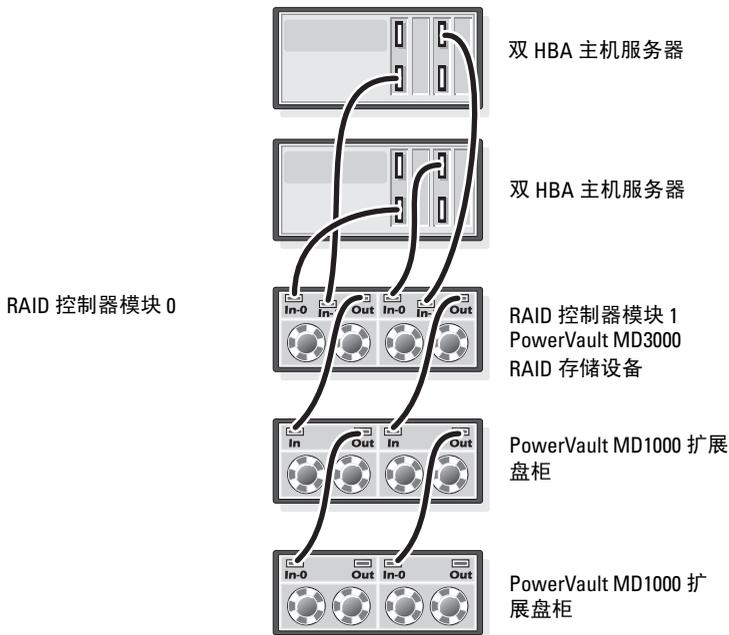 双 HBA 主机服务器
双 HBA 主机服务器
RAID 控制器模块 0
In-0 In- Out In-0 In- Out
RAID 控制器模块 1
PowerVault MD3000
RAID 存储设备
In Out In Out
PowerVault MD1000 扩展
盘柜
In-0 Out In-0 Out
PowerVault MD1000 扩
展盘柜